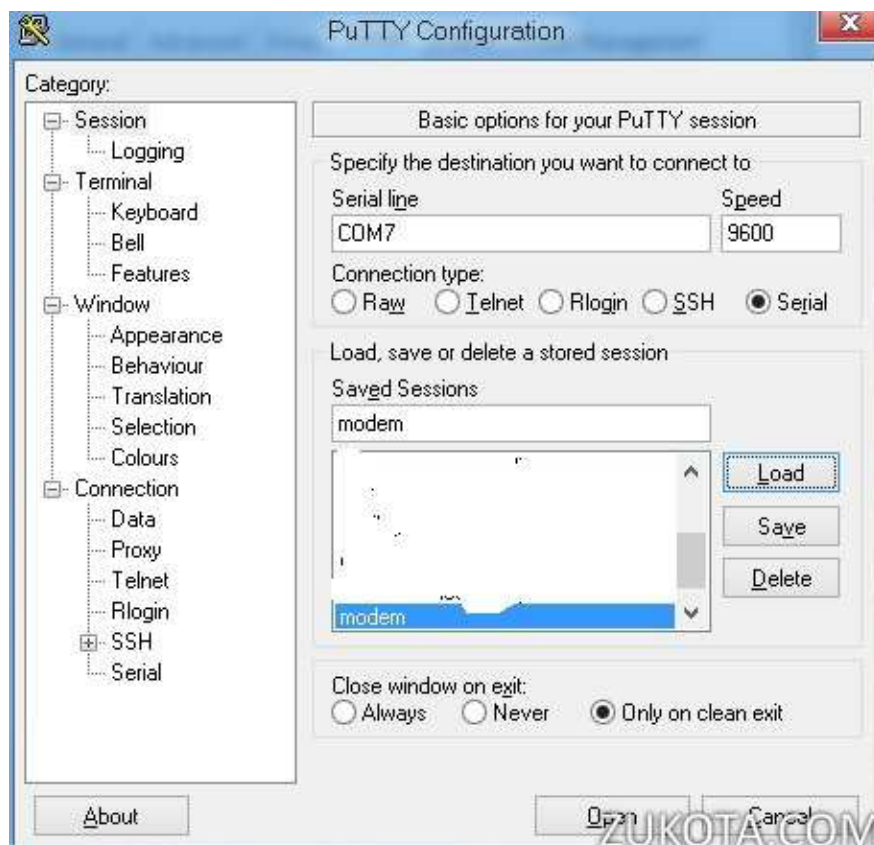 PuTTY Configuration
Category:
Session
Logging
Terminal
Keyboard
Bell
Features
Window
Appearance
Behaviour
Translation
Selection
Colours
Connection
Data
Proxy
Telnet
Rlogin
SSH
Serial
Basic options for your PuTTY session
Specify the destination you want to connect to
Serial line Speed
COM7 9600
Connection type:
Raw Telnet Rlogin SSH Serial
Load, save or delete a stored session
Saved Sessions
modem
Load
Save
Delete
modem
Close window on exit:
Always Never Only on clean exit
About Open Cancel
ZUKOTA.COM